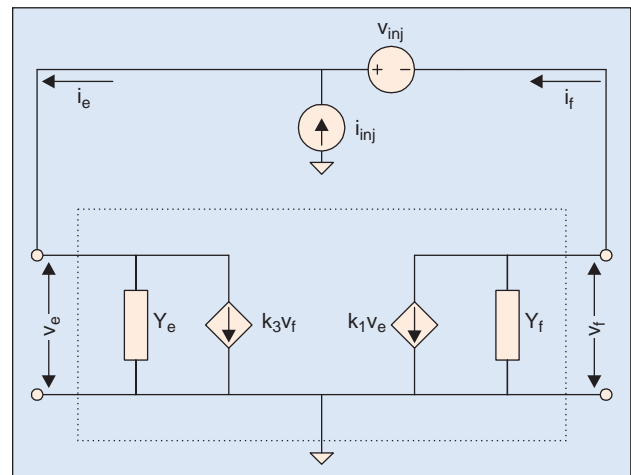 v_inj
+ −
i_e
i_f
i_inj
v_e
Y_e
k_3v_f
k_1v_e
Y_f
v_f